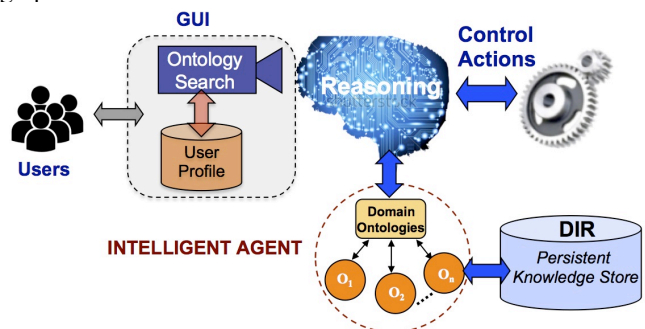 GUI
Ontology
Search
User
Profile
Users
Reasoning
Control
Actions
INTELLIGENT AGENT
Domain
Ontologies
O1
O2
On
DIR
Persistent
Knowledge Store